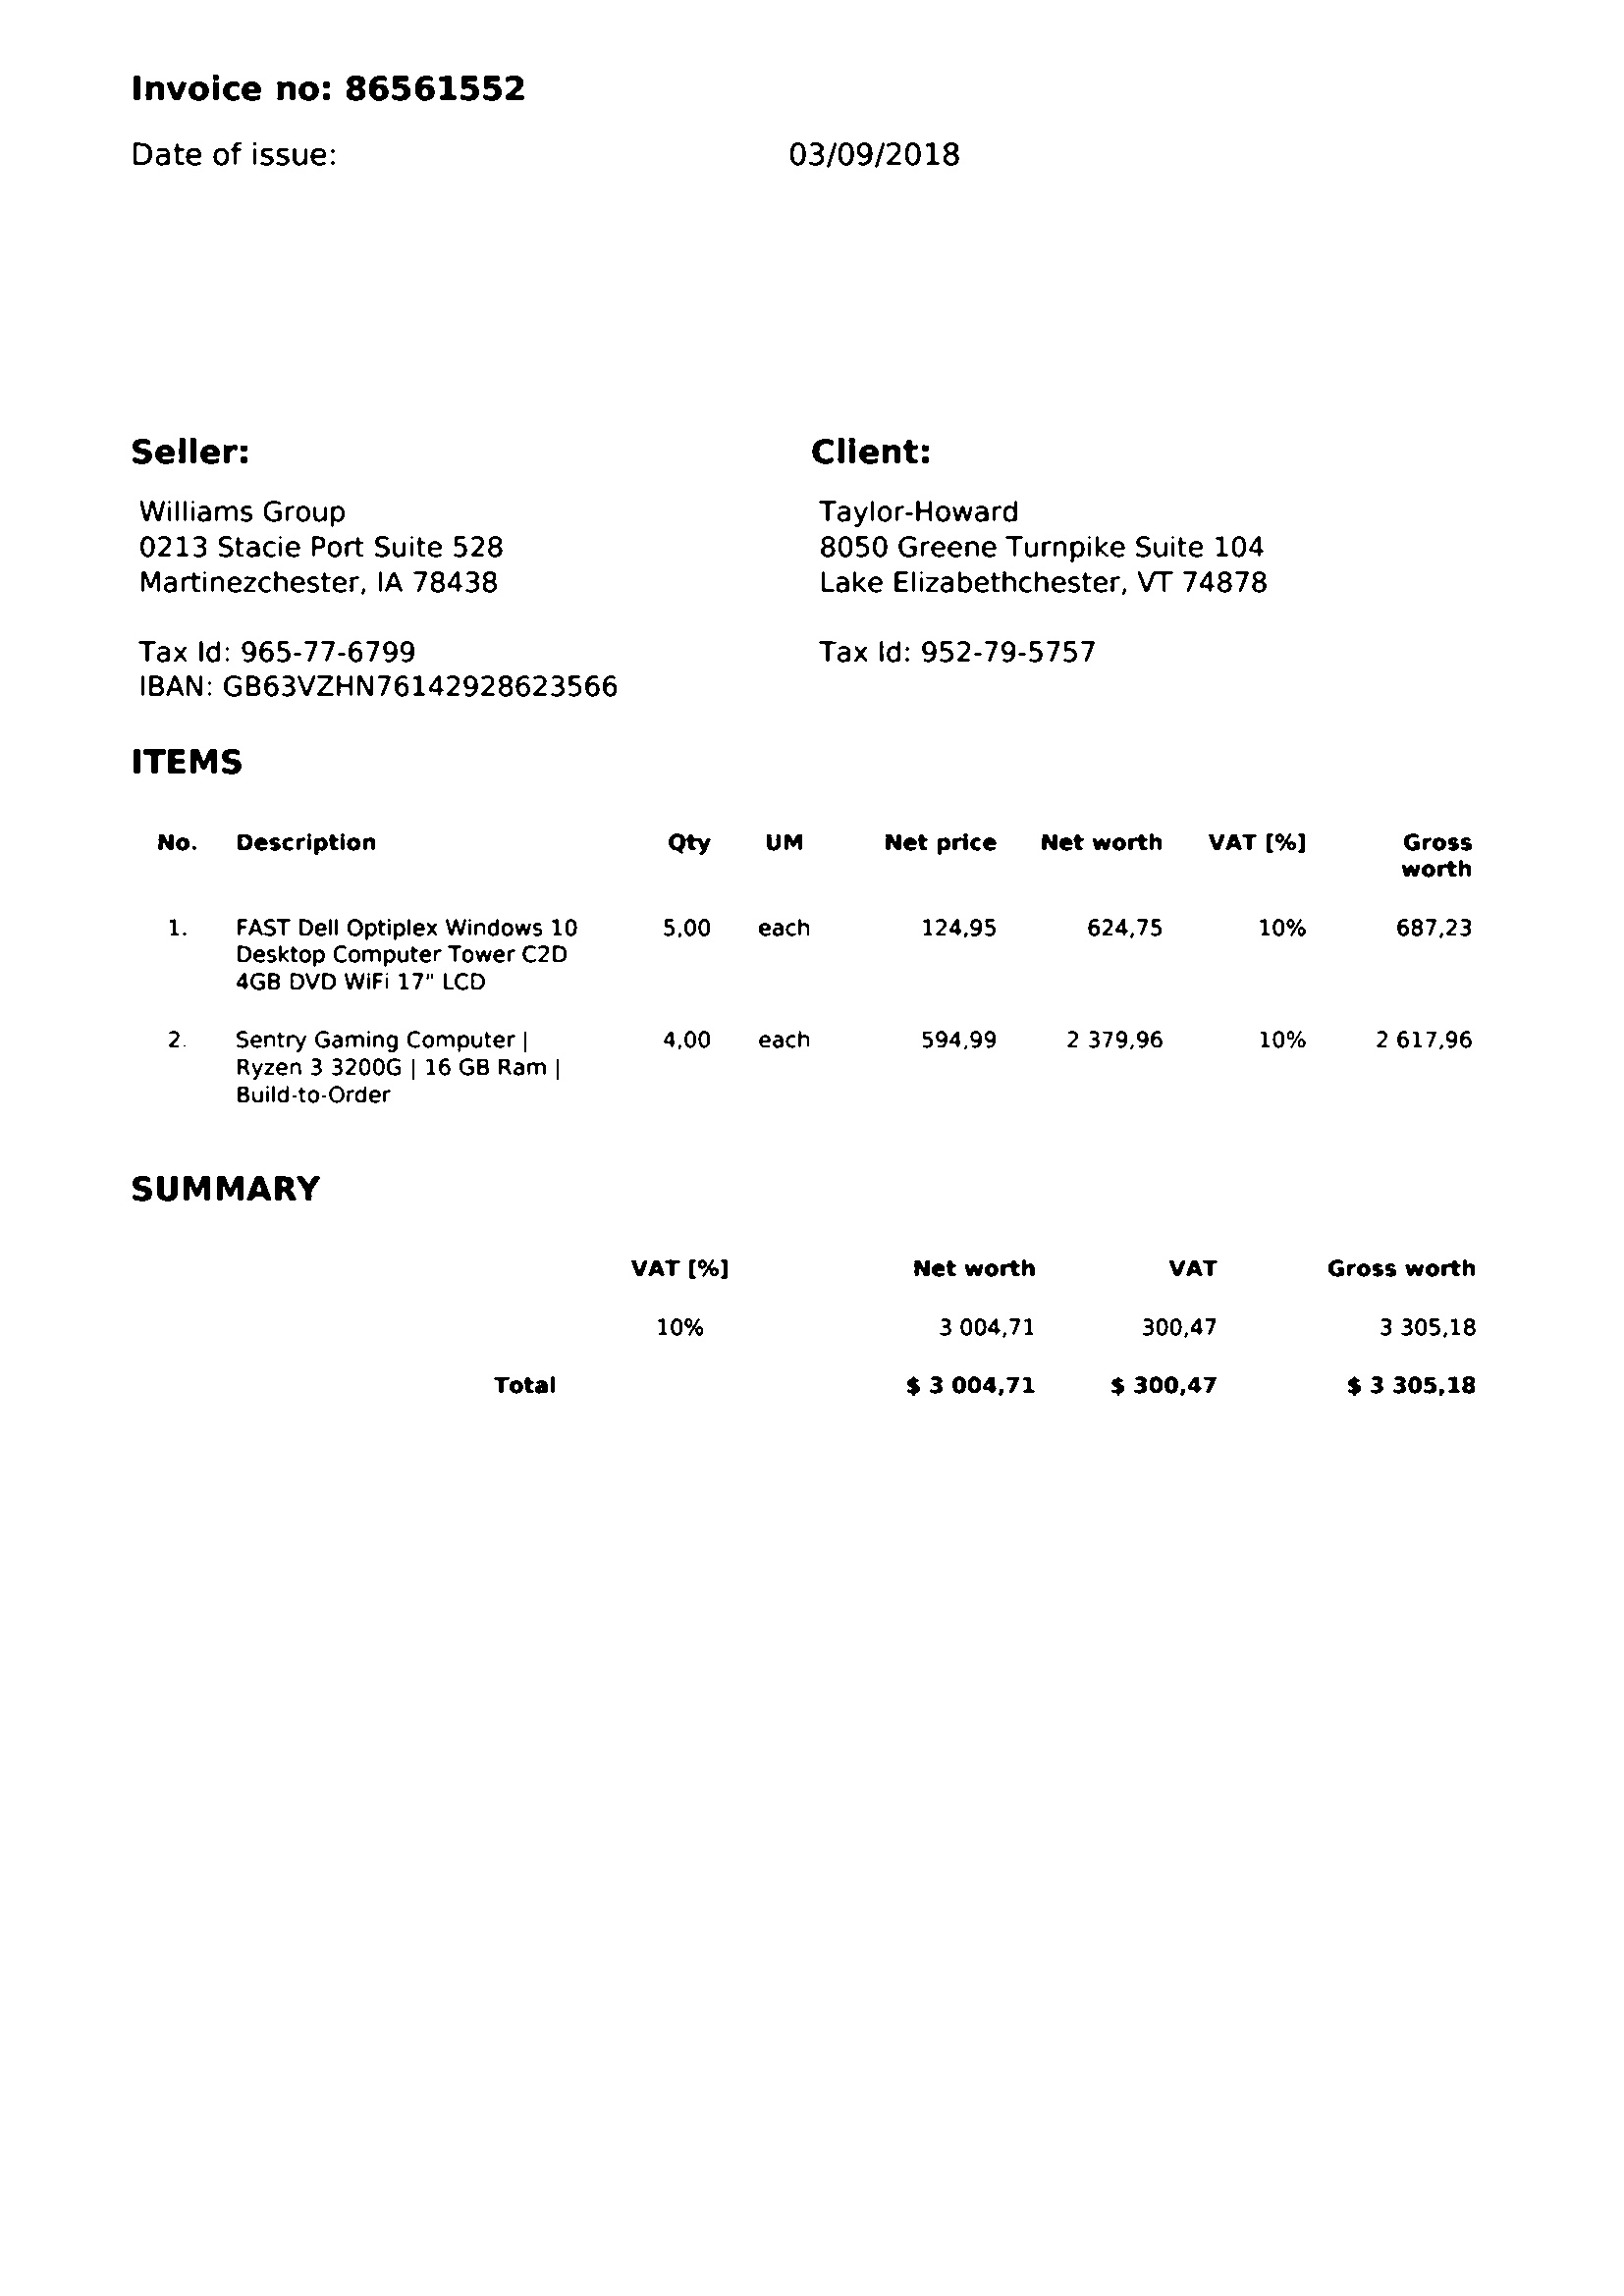 Invoice no: 86561552
Date of issue: 03/09/2018
Seller:
Williams Group
0213 Stacie Port Suite 528
Martinezchester, IA 78438
Tax Id: 965-77-6799
IBAN: GB63VZHN76142928623566
Client:
Taylor-Howard
8050 Greene Turnpike Suite 104
Lake Elizabethchester, VT 74878
Tax Id: 952-79-5757
ITEMS
No. Description Qty UM Net price Net worth VAT [%] Gross
worth
1. FAST Dell Optiplex Windows 10 5,00 each 124,95 624,75 10% 687,23
Desktop Computer Tower C2D
4GB DVD WiFi 17" LCD
2. Sentry Gaming Computer | 4,00 each 594,99 2 379,96 10% 2 617,96
Ryzen 3 3200G | 16 GB Ram |
Build-to-Order
SUMMARY
VAT [%] Net worth VAT Gross worth
10% 3 004,71 300,47 3 305,18
Total $ 3 004,71 $ 300,47 $ 3 305,18